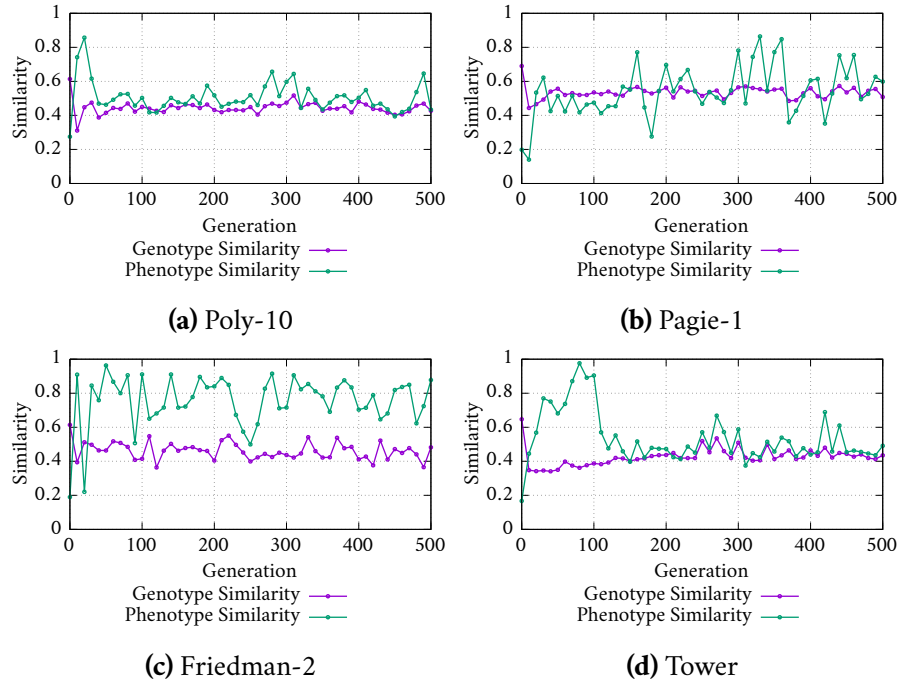 1
0.8
0.6
0.4
0.2
0
Similarity
0 100 200 300 400 500
Generation
Genotype Similarity
Phenotype Similarity
(a) Poly-10
1
0.8
0.6
0.4
0.2
0
Similarity
0 100 200 300 400 500
Generation
Genotype Similarity
Phenotype Similarity
(b) Pagie-1
1
0.8
0.6
0.4
0.2
0
Similarity
0 100 200 300 400 500
Generation
Genotype Similarity
Phenotype Similarity
(c) Friedman-2
1
0.8
0.6
0.4
0.2
0
Similarity
0 100 200 300 400 500
Generation
Genotype Similarity
Phenotype Similarity
(d) Tower